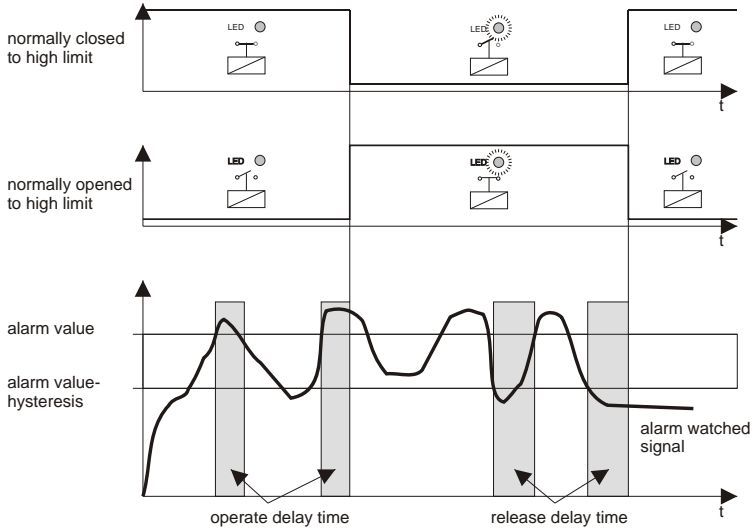 LED
LED
LED
normally closed
to high limit
t
LED
LED
LED
normally opened
to high limit
t
alarm value
alarm value-
hysteresis
alarm watched
signal
operate delay time
release delay time
t